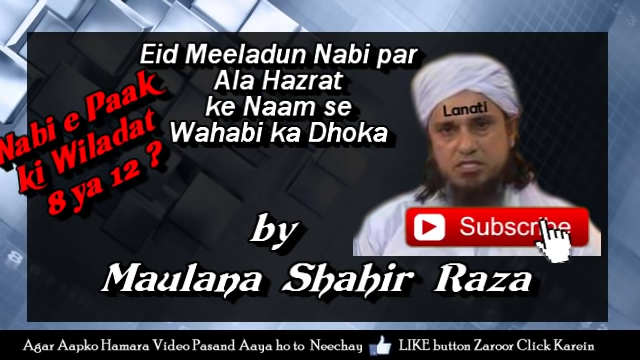 Eid Meeladun Nabi par
Ala Hazrat
ke Naam se
Wahabi ka Dhoka
Nabi e Paak
ki Wiladat
8 ya 12 ?
Lanati
Subscribe
by
Maulana Shahir Raza
Agar Aapko Hamara Video Pasand Aaya ho to Neechay LIKE button Zaroor Click Karein